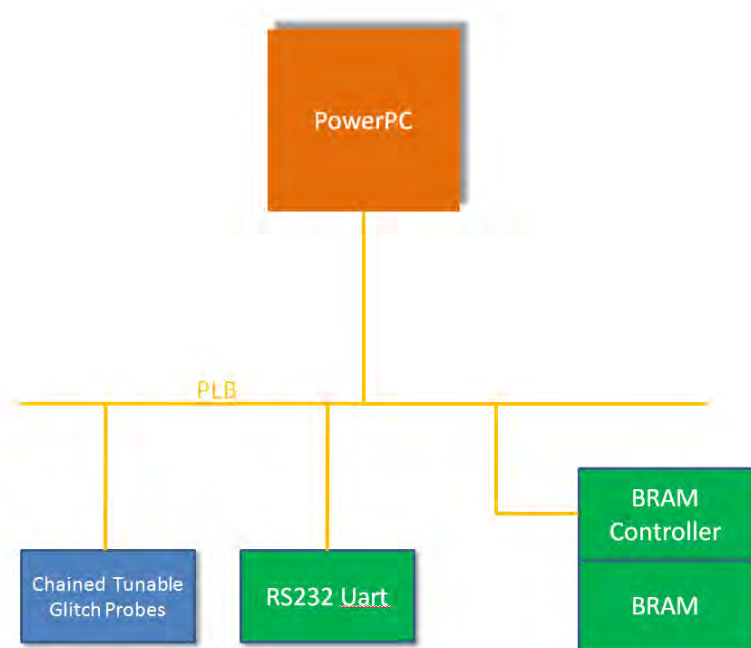 PowerPC
PLB
BRAM
Controller
Chained Tunable
Glitch Probes
RS232 Uart
BRAM